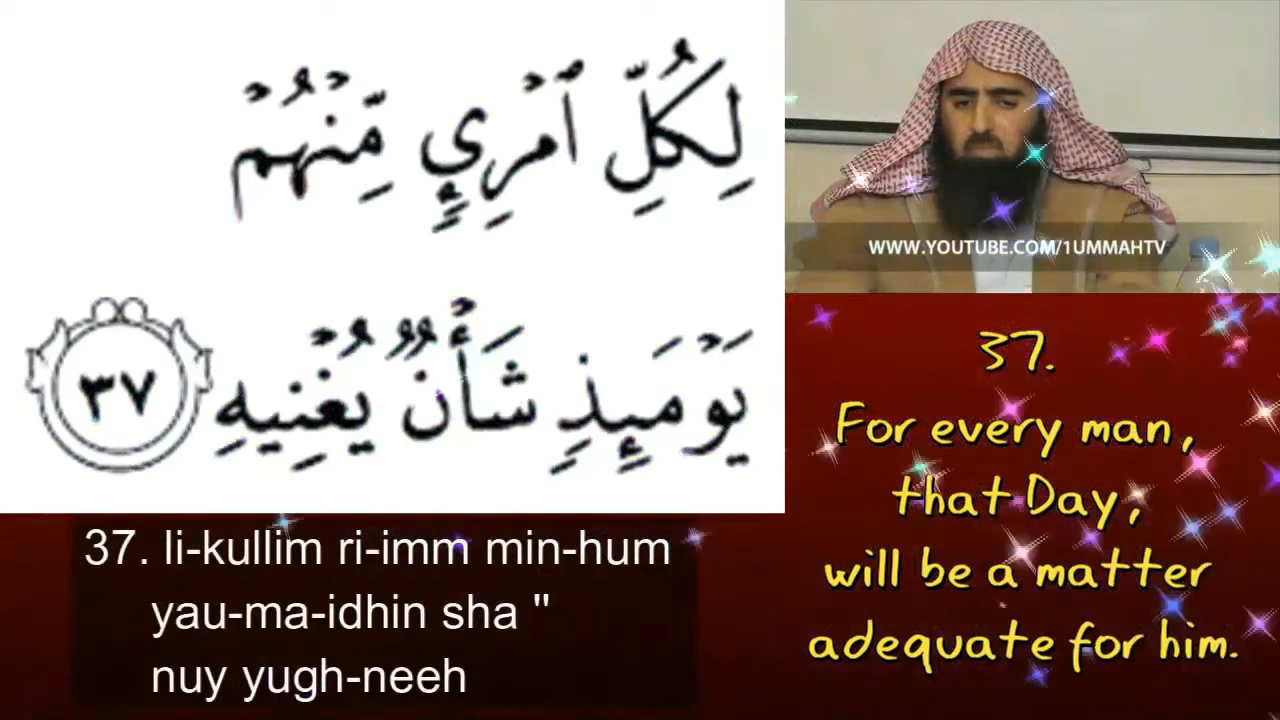 لِكُلِّ ٱمْرِيٍٕ مِّنْهُمْ
يَوْمَئِذٍ شَأْنٌ يُغْنِيهِ ٣٧
WWW.YOUTUBE.COM/1UMMAHTV
37.
For every man,
that Day,
will be a matter
adequate for him.
37. li-kullim ri-imm min-hum
yau-ma-idhin sha "
nuy yugh-neeh